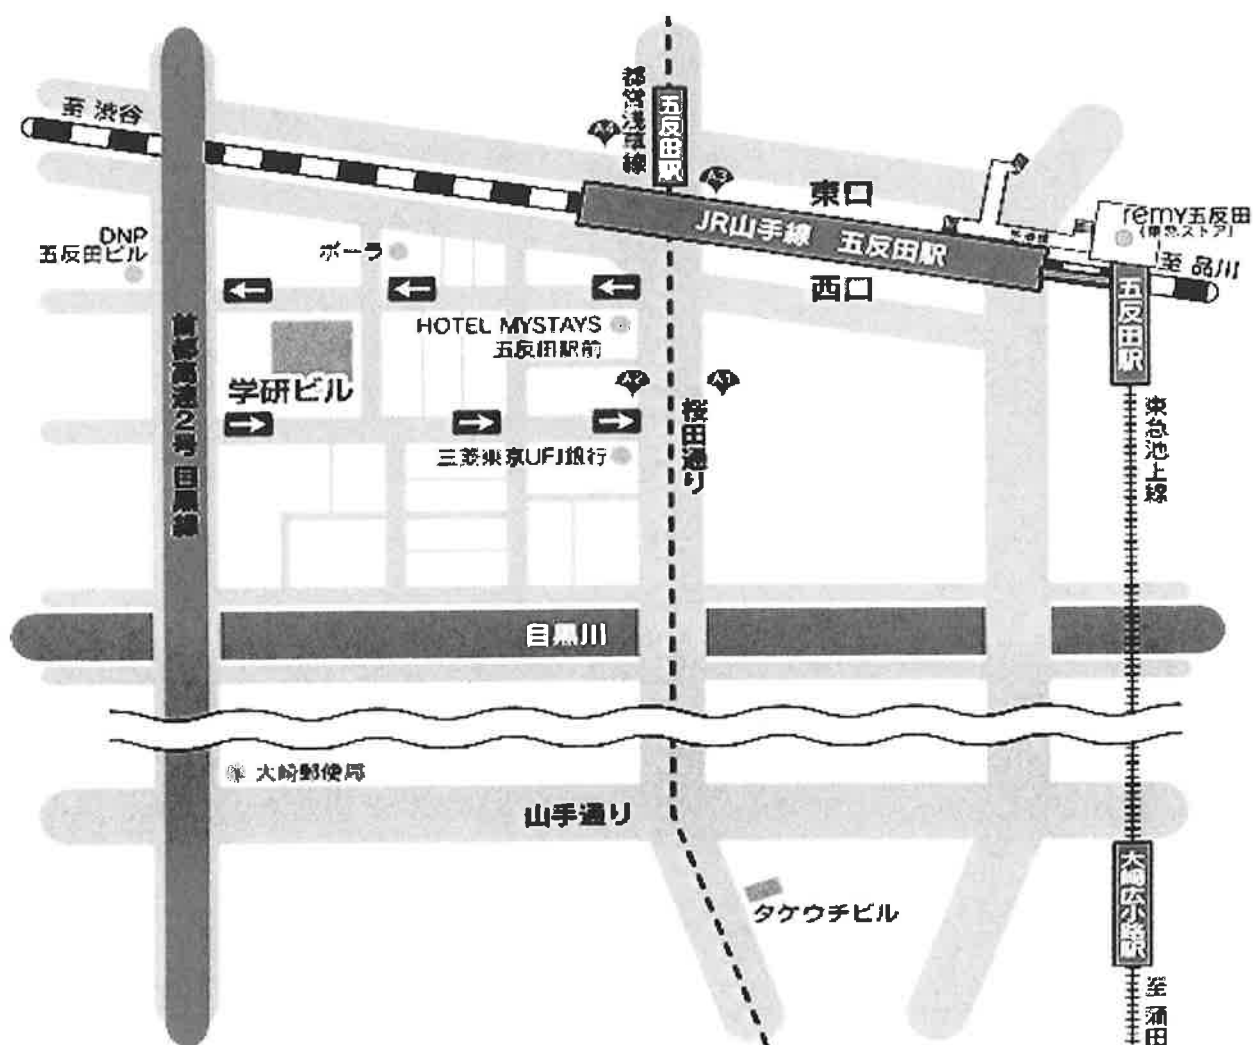 至 渋谷
都営浅草線
五反田駅
A4
A3
東口
JR山手線 五反田駅
remy五反田
(東急ストア)
至 品川
DNP
五反田ビル
ポーラ
西口
五反田駅
HOTEL MYSTAYS
五反田駅前
首都高速2号 目黒線
学研ビル
A2
A1
桜田通り
東急池上線
三菱東京UFJ銀行
目黒川
大崎郵便局
山手通り
タケウチビル
大崎広小路駅
至 蒲田